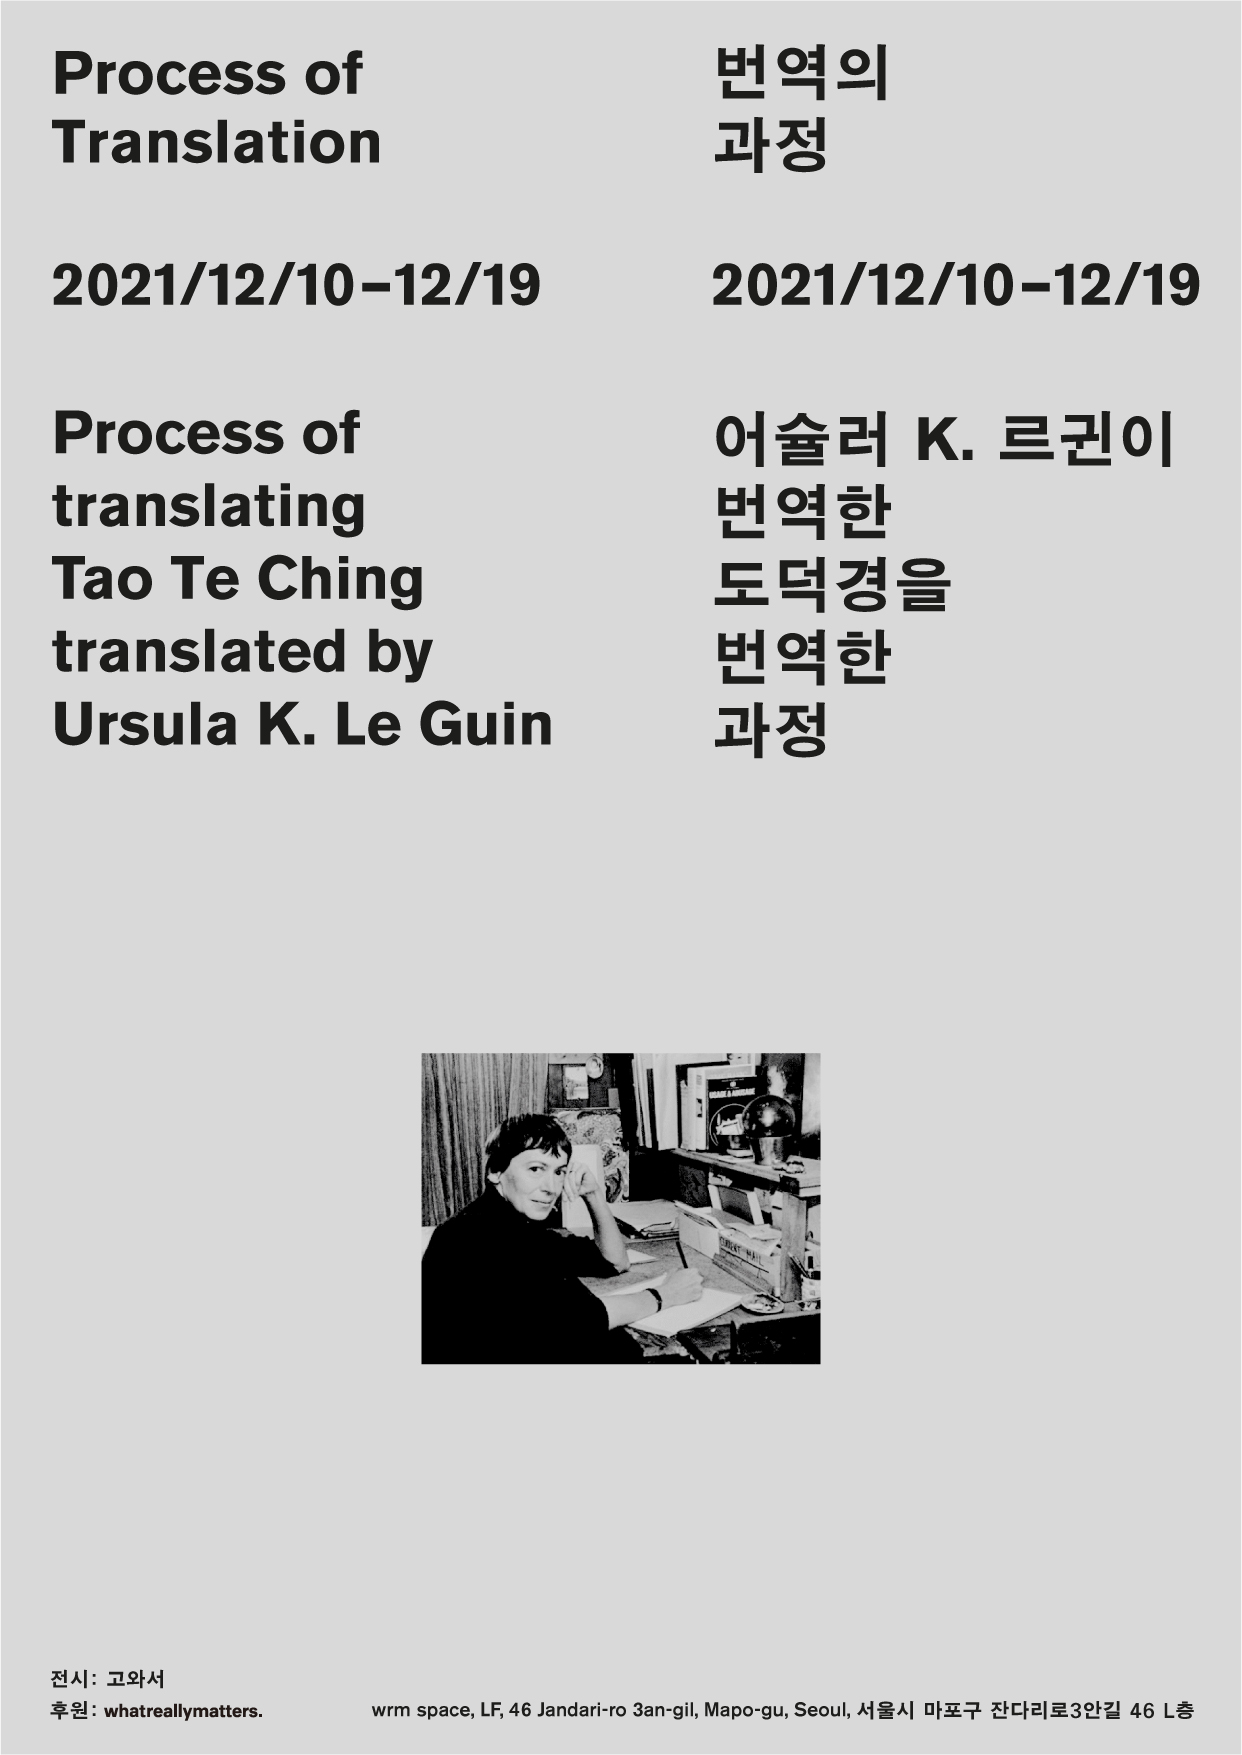 Process of
Translation
번역의
과정
2021/12/10–12/19
2021/12/10–12/19
Process of
translating
Tao Te Ching
translated by
Ursula K. Le Guin
어슐러 K. 르귄이
번역한
도덕경을
번역한
과정
전시: 고와서
후원: whatreallymatters.
wrm space, LF, 46 Jandari-ro 3an-gil, Mapo-gu, Seoul, 서울시 마포구 잔다리로3안길 46 L층